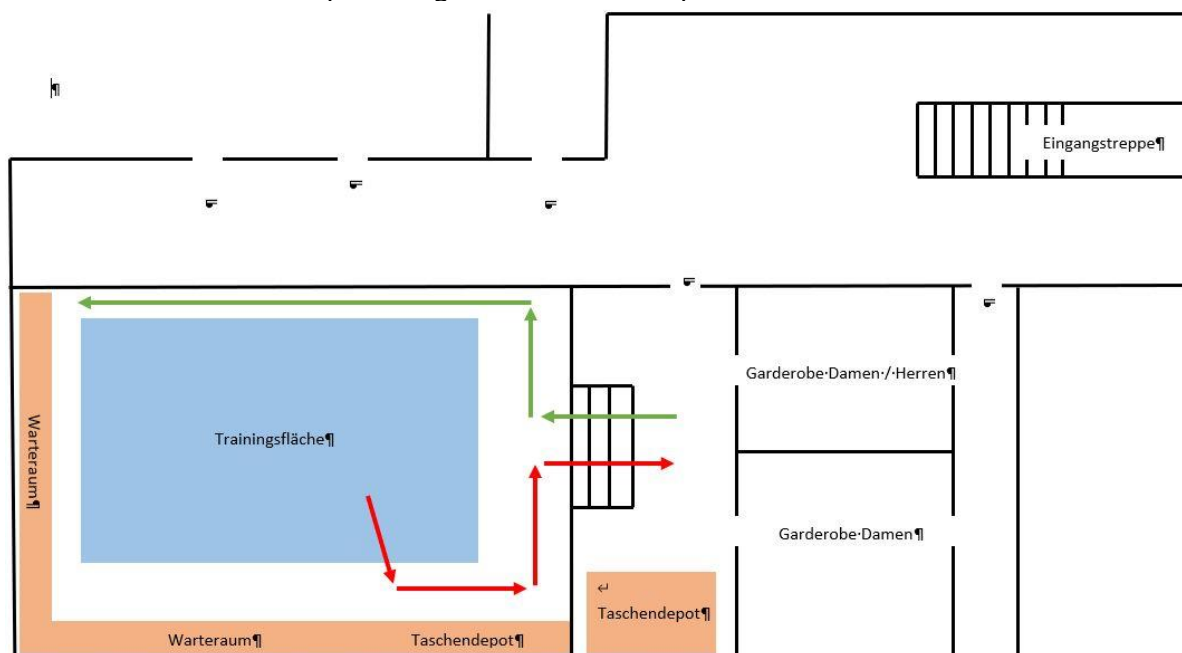 Eingangstreppe¶
Garderobe·Damen·/·Herren¶
Trainingsfläche¶
Warteraum¶
Garderobe·Damen¶
Taschendepot¶
Warteraum¶
Taschendepot¶